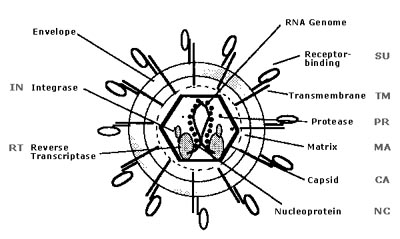 RNA Genome
Envelope
Receptor-
binding
SU
IN Integrase
Transmembrane TM
Protease PR
RT Reverse
Transcriptase
Matrix MA
Capsid CA
Nucleoprotein NC